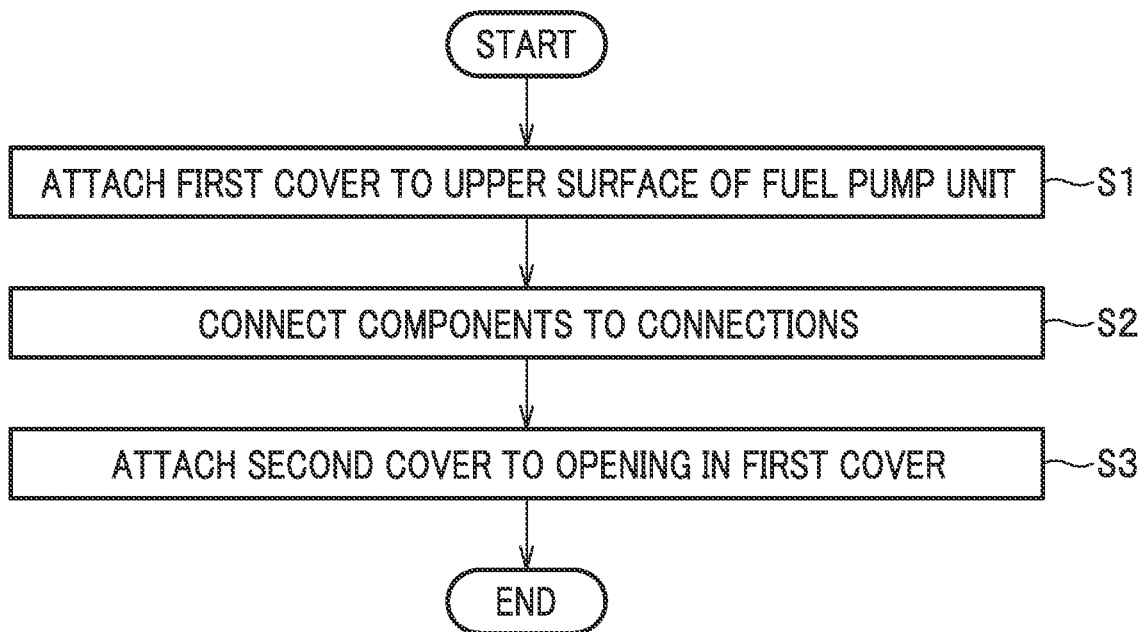 START
ATTACH FIRST COVER TO UPPER SURFACE OF FUEL PUMP UNIT
S1
CONNECT COMPONENTS TO CONNECTIONS
S2
ATTACH SECOND COVER TO OPENING IN FIRST COVER
S3
END